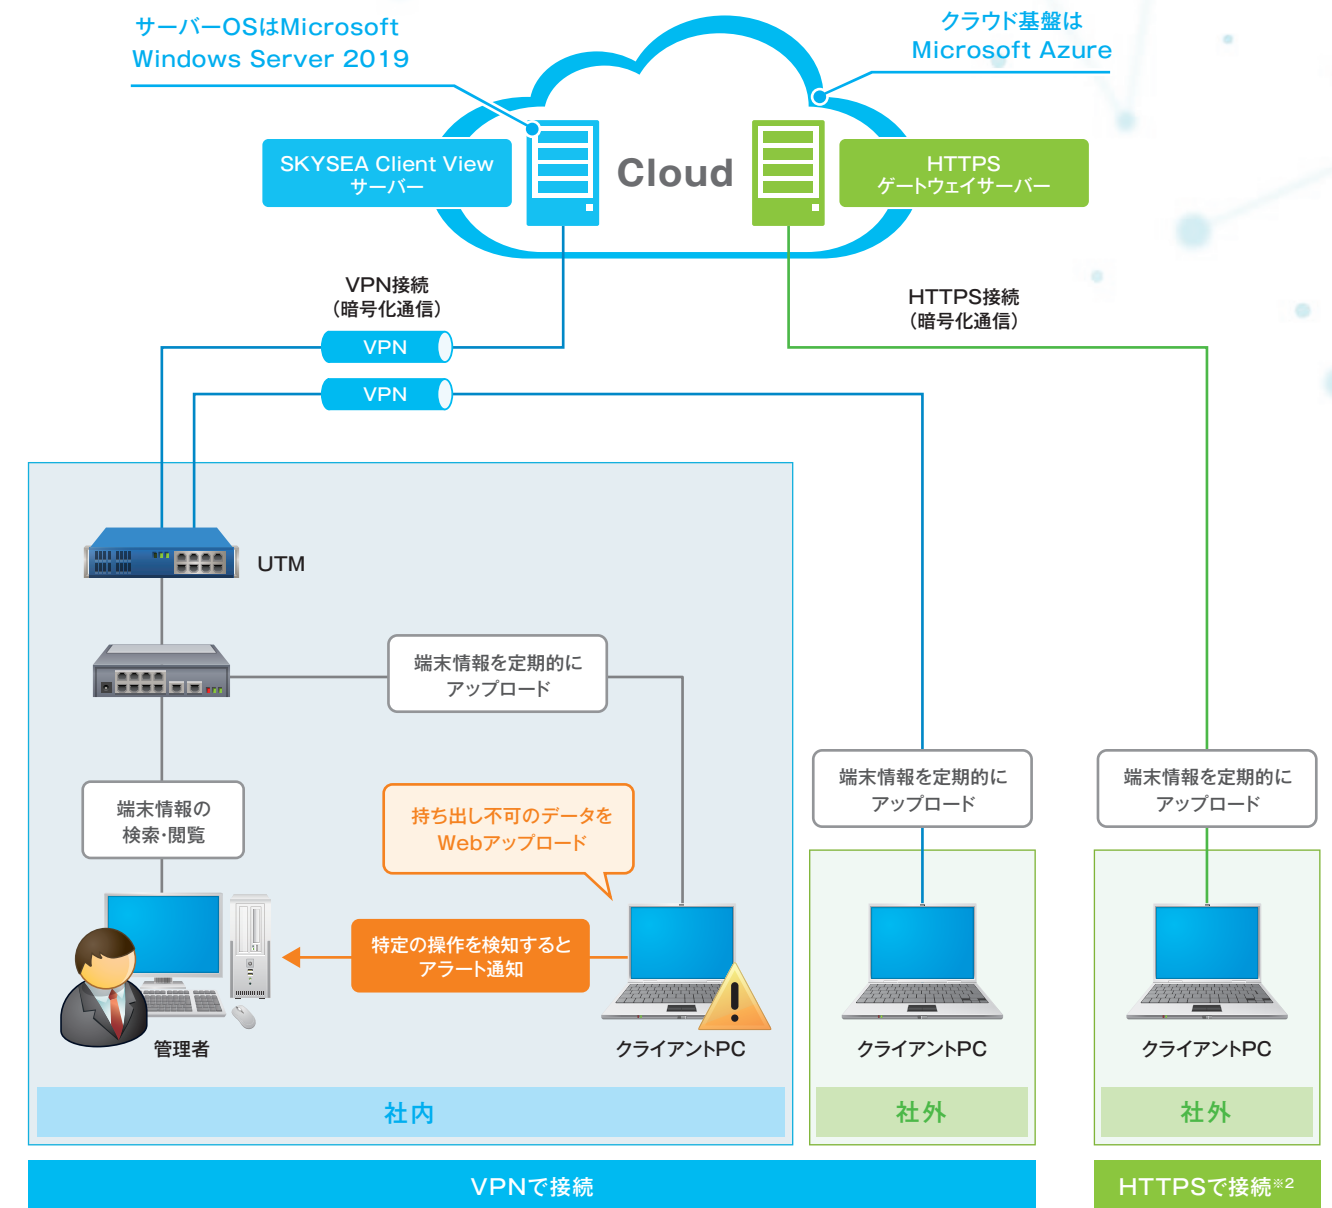 サーバーOSはMicrosoft
Windows Server 2019
クラウド基盤は
Microsoft Azure
SKYSEA Client View
サーバー
Cloud
HTTPS
ゲートウェイサーバー
VPN接続
（暗号化通信）
HTTPS接続
（暗号化通信）
VPN
VPN
UTM
端末情報を定期的に
アップロード
端末情報の
検索・閲覧
持ち出し不可のデータを
Webアップロード
端末情報を定期的に
アップロード
端末情報を定期的に
アップロード
特定の操作を検知すると
アラート通知
管理者
クライアントPC
クライアントPC
クライアントPC
社内
社外
社外
VPNで接続
HTTPSで接続※2